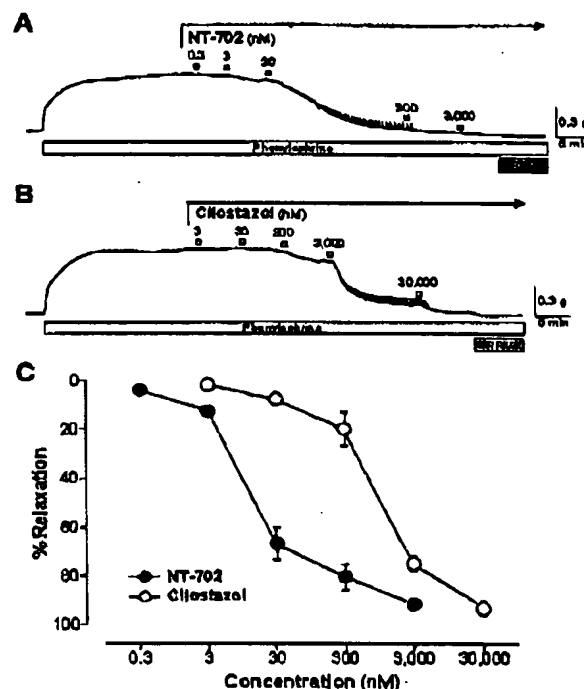 A
NT-702 (nM)
0.3 3 30
300 3,000
0.3 g
Phenylephrine
B
Cilostazol (nM)
3 30 300 3,000
30,000
0.3 g
Phenylephrine
C
0
20
40
60
80
100
% Relaxation
NT-702
Cilostazol
0.3 3 30 300 3,000 30,000
Concentration (nM)